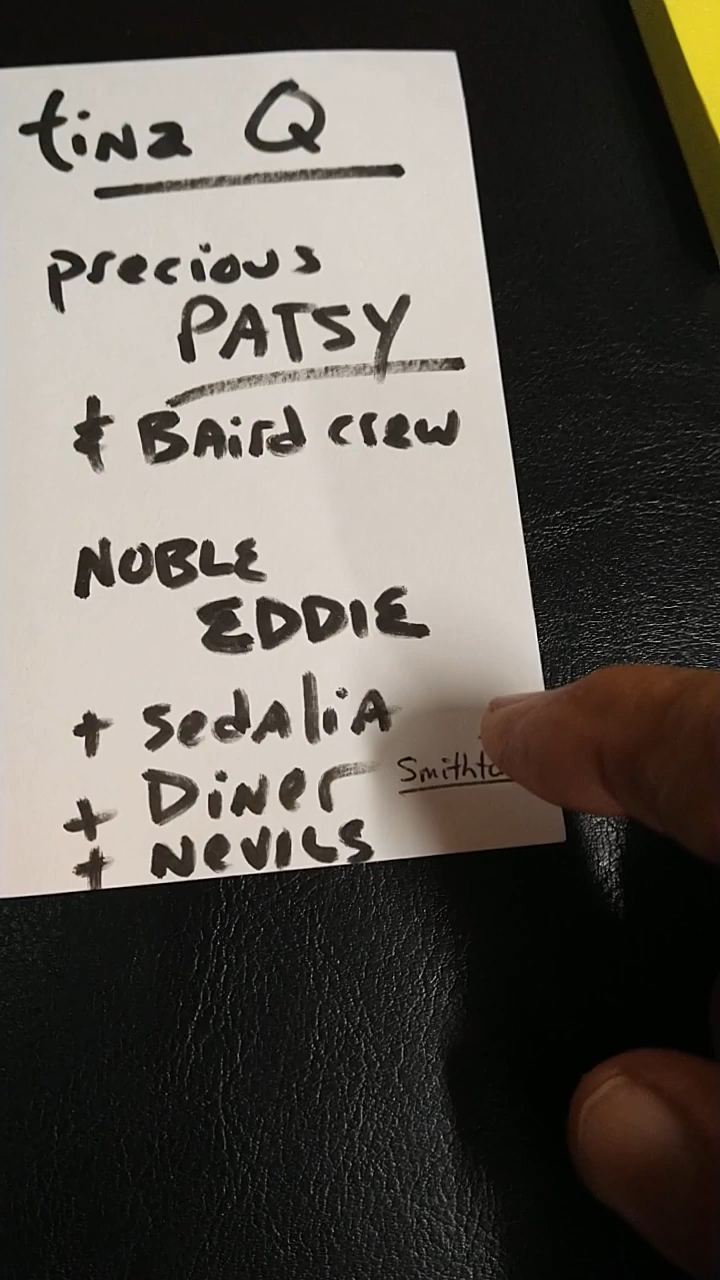 tina Q
precious
PATSY
& BAird crew
NOBLE
EDDIE
+ SedAliA
+ DiNer
+ NeviLS